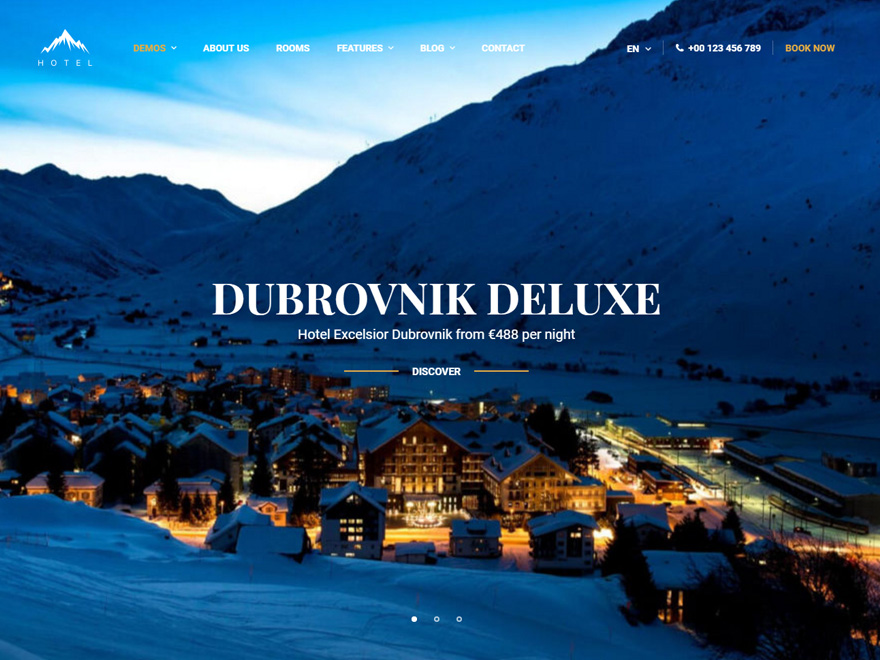 HOTEL
DEMOS
ABOUT US
ROOMS
FEATURES
BLOG
CONTACT
EN
+00 123 456 789
BOOK NOW
DUBROVNIK DELUXE
Hotel Excelsior Dubrovnik from €488 per night
DISCOVER